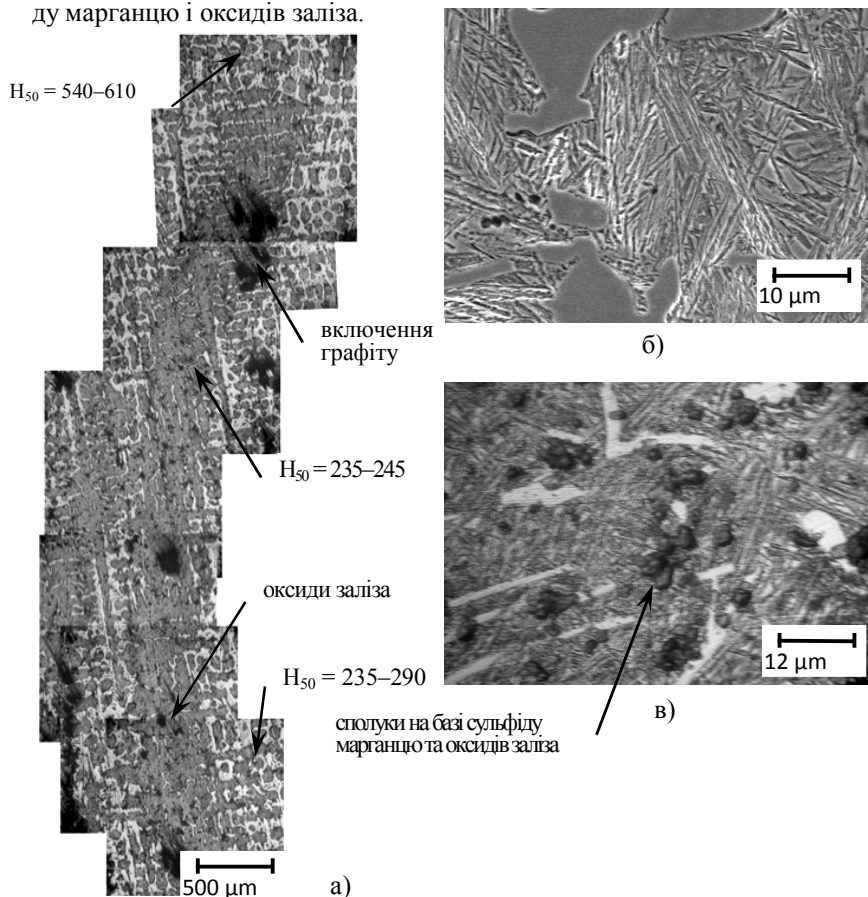 ду марганцю і оксидів заліза.
H₅₀ = 540–610
10 µm
б)
включення
графіту
H₅₀ = 235–245
оксиди заліза
H₅₀ = 235–290
12 µm
в)
сполуки на базі сульфіду
марганцю та оксидів заліза
500 µm
а)